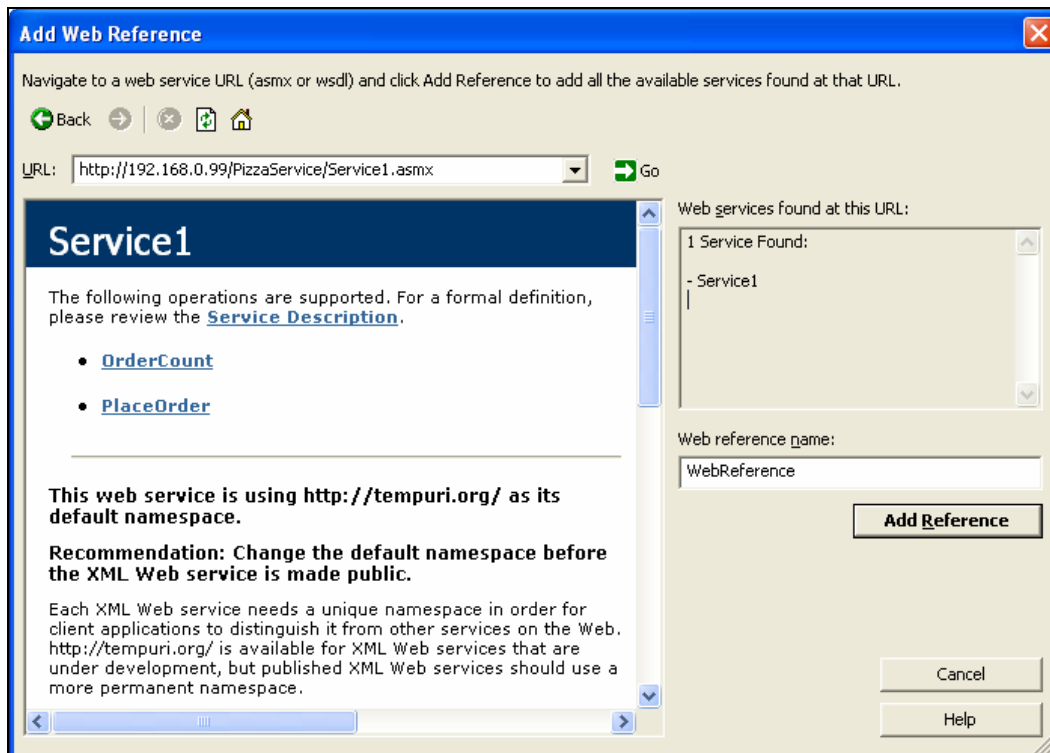 Add Web Reference
Navigate to a web service URL (asmx or wsdl) and click Add Reference to add all the available services found at that URL.
Back
URL: http://192.168.0.99/PizzaService/Service1.asmx Go
Service1
The following operations are supported. For a formal definition,
please review the Service Description.
• OrderCount
• PlaceOrder
This web service is using http://tempuri.org/ as its
default namespace.
Recommendation: Change the default namespace before
the XML Web service is made public.
Each XML Web service needs a unique namespace in order for
client applications to distinguish it from other services on the Web.
http://tempuri.org/ is available for XML Web services that are
under development, but published XML Web services should use a
more permanent namespace.
Web services found at this URL:
1 Service Found:
- Service1
Web reference name:
WebReference
Add Reference
Cancel
Help